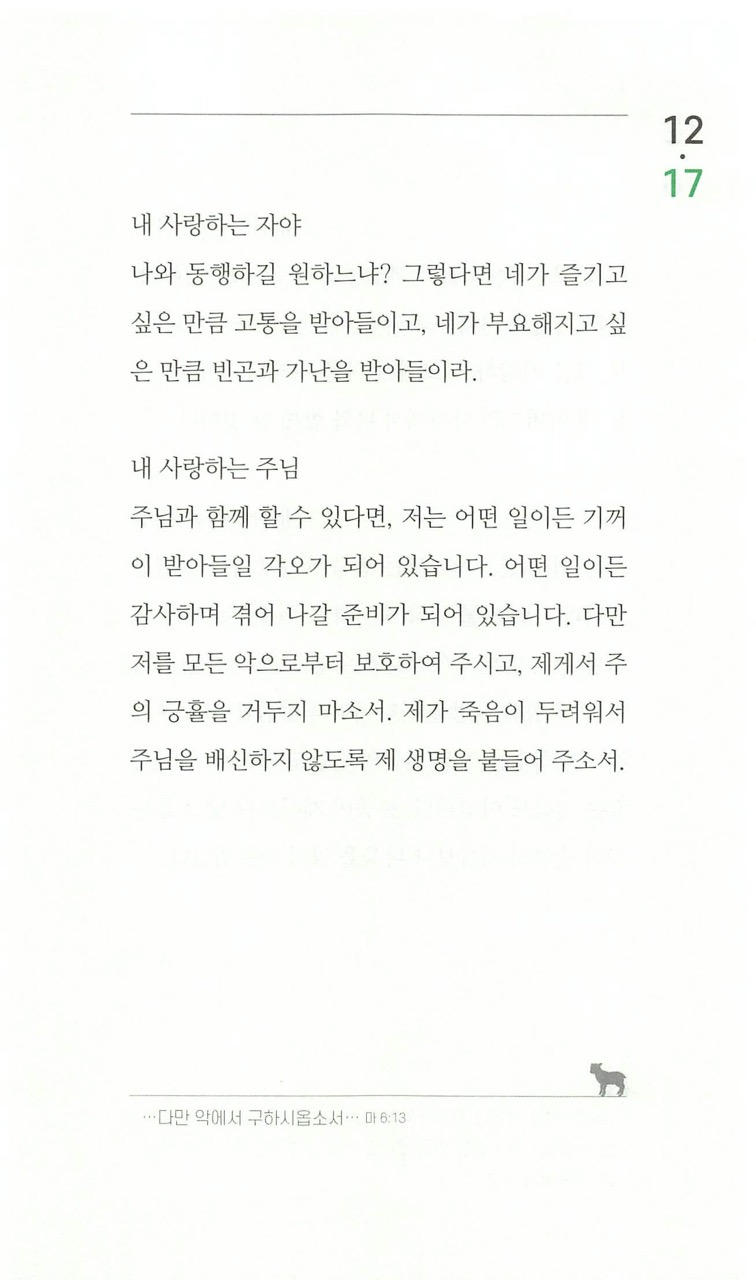 12
·
17
내 사랑하는 자야
나와 동행하길 원하느냐? 그렇다면 네가 즐기고
싶은 만큼 고통을 받아들이고, 네가 부요해지고 싶
은 만큼 빈곤과 가난을 받아들이라.
내 사랑하는 주님
주님과 함께 할 수 있다면, 저는 어떤 일이든 기꺼
이 받아들일 각오가 되어 있습니다. 어떤 일이든
감사하며 겪어 나갈 준비가 되어 있습니다. 다만
저를 모든 악으로부터 보호하여 주시고, 제게서 주
의 긍휼을 거두지 마소서. 제가 죽음이 두려워서
주님을 배신하지 않도록 제 생명을 붙들어 주소서.
…다만 악에서 구하시옵소서… 마 6:13